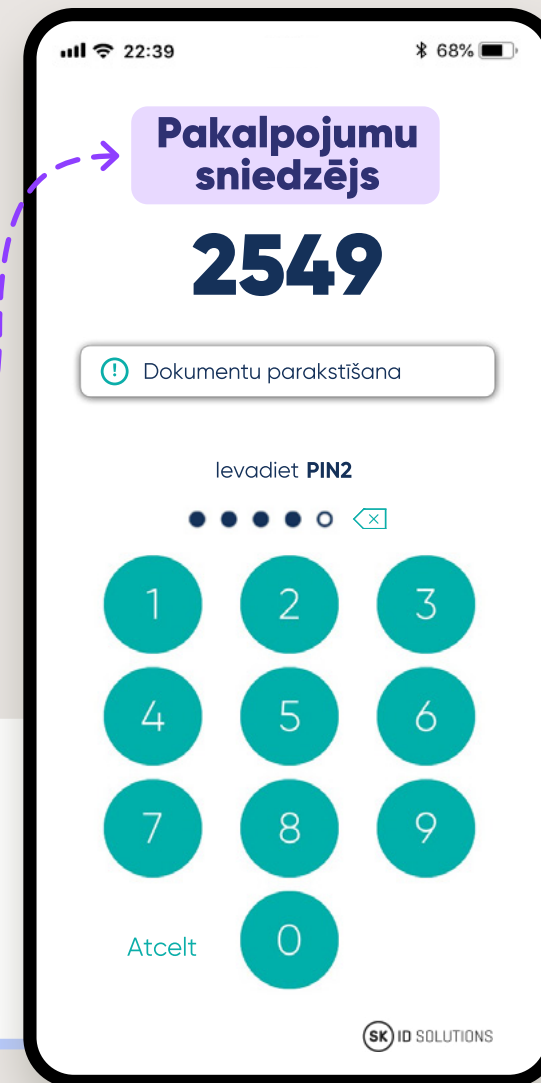 22:39 68%
Pakalpojumu
sniedzējs
2549
Dokumentu parakstīšana
Ievadiet PIN2
1 2 3
4 5 6
7 8 9
Atcelt 0
SK ID SOLUTIONS